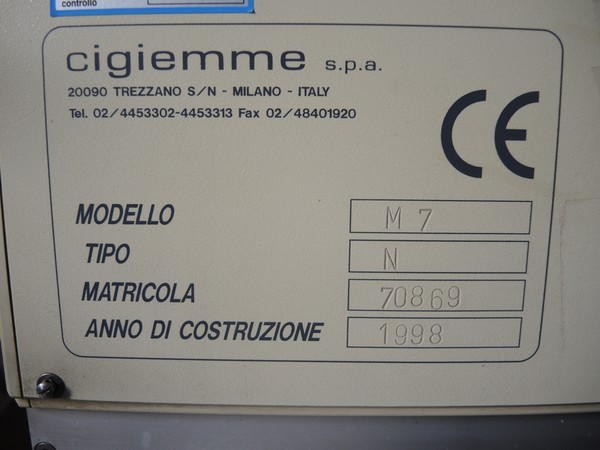 controllo
cigiemme s.p.a.
20090 TREZZANO S/N - MILANO - ITALY
Tel. 02/4453302-4453313 Fax 02/48401920
CE
MODELLO M 7
TIPO N
MATRICOLA 70869
ANNO DI COSTRUZIONE 1998